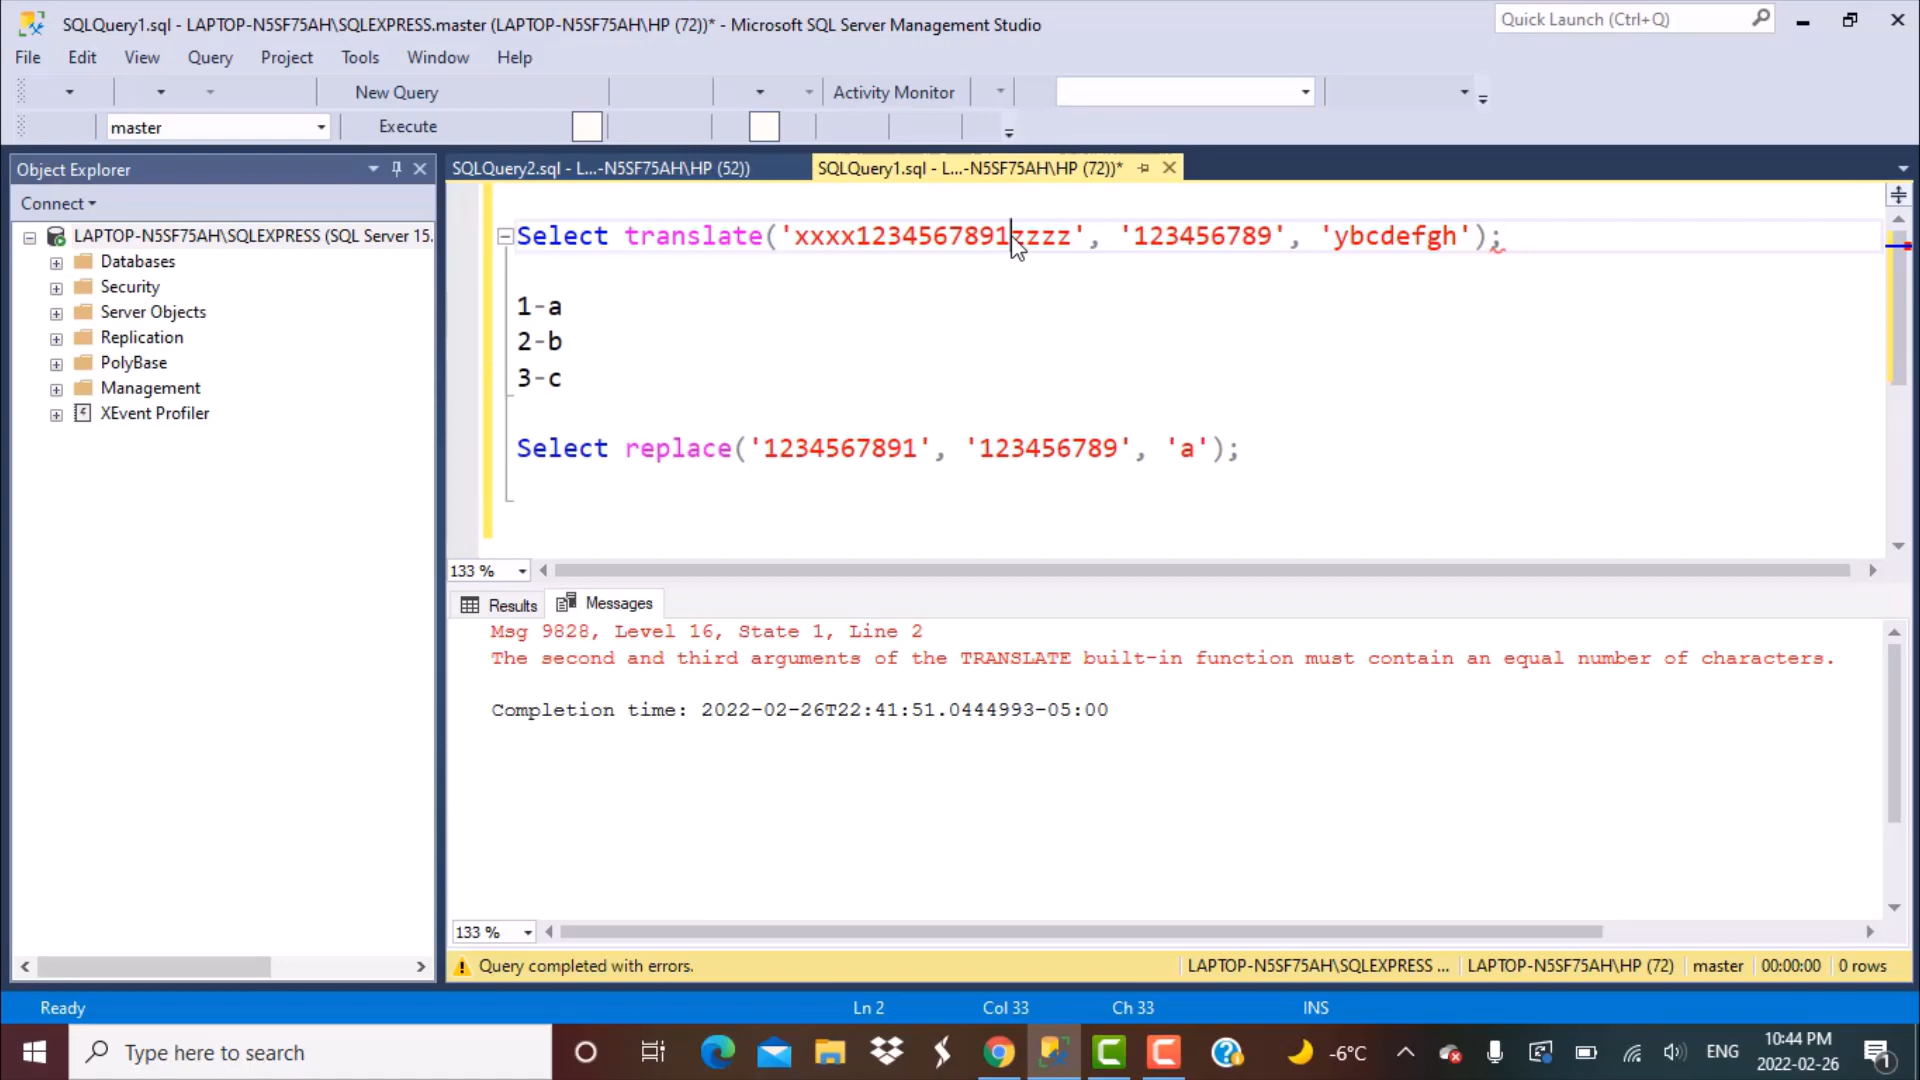 SQLQuery1.sql - LAPTOP-N5SF75AH\SQLEXPRESS.master (LAPTOP-N5SF75AH\HP (72))* - Microsoft SQL Server Management Studio
Quick Launch (Ctrl+Q)
File Edit View Query Project Tools Window Help
New Query Activity Monitor
master Execute
Object Explorer
SQLQuery2.sql - L...-N5SF75AH\HP (52))
SQLQuery1.sql - L...-N5SF75AH\HP (72))*
Connect
LAPTOP-N5SF75AH\SQLEXPRESS (SQL Server 15.
Databases
Security
Server Objects
Replication
PolyBase
Management
XEvent Profiler
Select translate('xxxx1234567891zzzz', '123456789', 'ybcdefgh');
1-a
2-b
3-c
Select replace('1234567891', '123456789', 'a');
133 %
Results Messages
Msg 9828, Level 16, State 1, Line 2
The second and third arguments of the TRANSLATE built-in function must contain an equal number of characters.
Completion time: 2022-02-26T22:41:51.0444993-05:00
133 %
Query completed with errors. LAPTOP-N5SF75AH\SQLEXPRESS ... LAPTOP-N5SF75AH\HP (72) master 00:00:00 0 rows
Ready Ln 2 Col 33 Ch 33 INS
Type here to search
-6°C
ENG
10:44 PM
2022-02-26
1